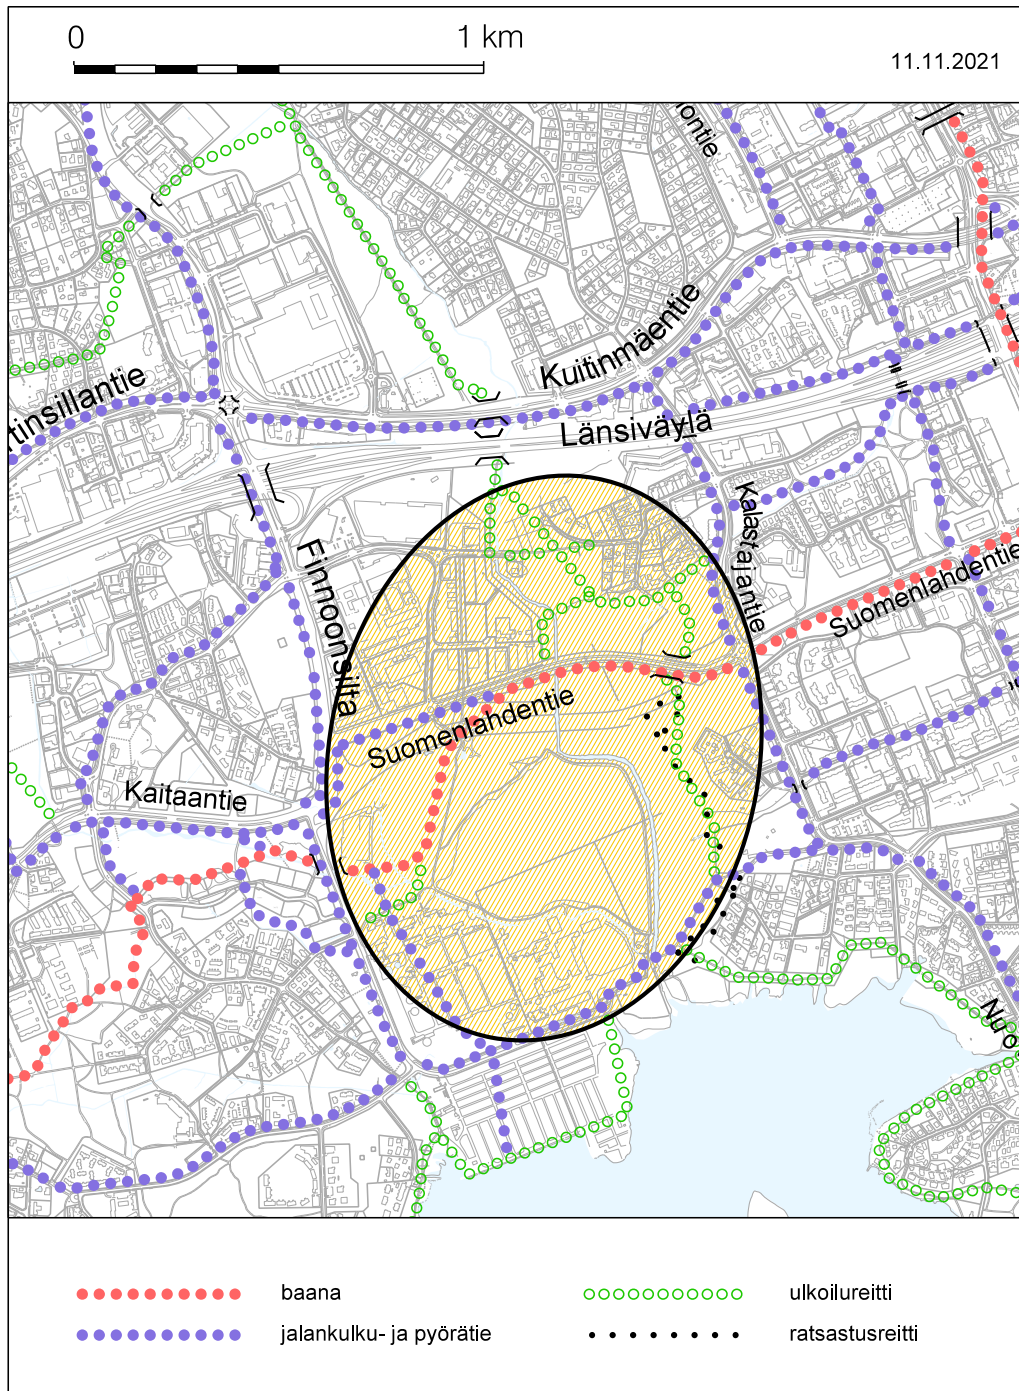 0
1 km
11.11.2021
ontie
Kuitinmäentie
tinsillantie
Länsiväylä
Kalastajantie
Finnoonsilta
Suomenlahdentie
Suomenlahdentie
Kaitaantie
Nuo
baana
ulkoilureitti
jalankulku- ja pyörätie
ratsastusreitti